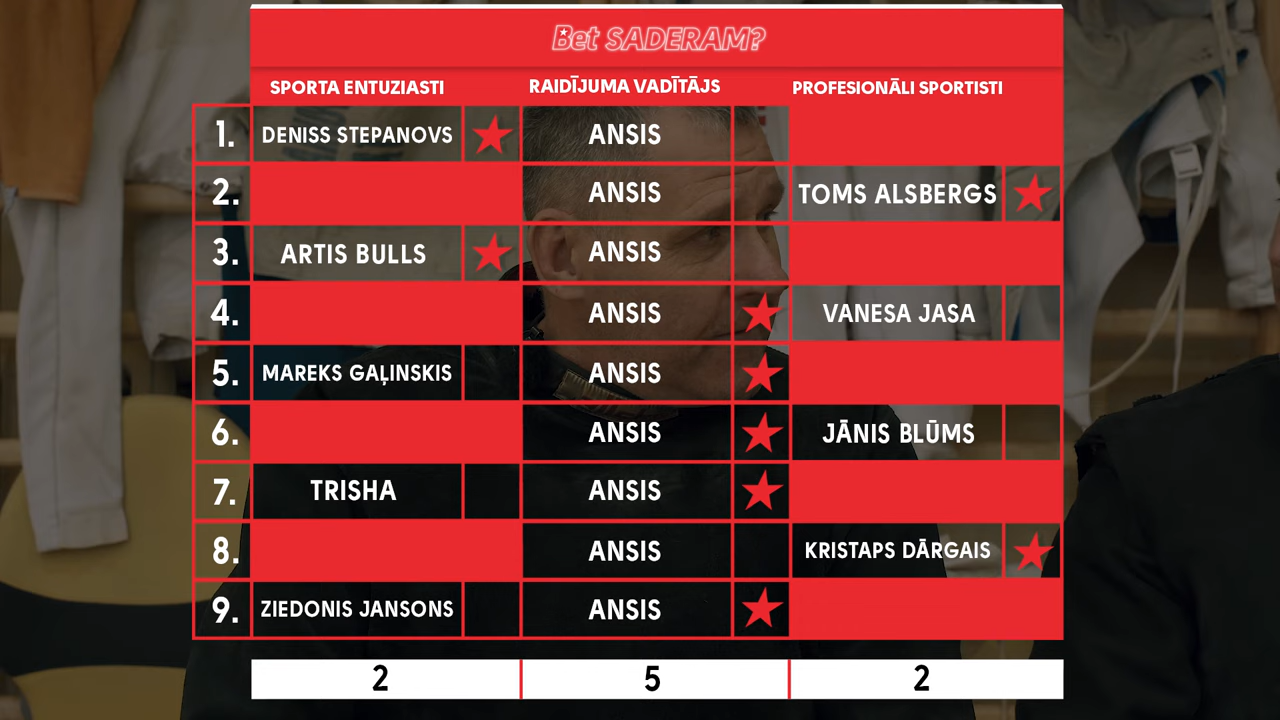 Bet SADERAM?
SPORTA ENTUZIASTI RAIDĪJUMA VADĪTĀJS PROFESIONĀLI SPORTISTI
1. DENISS STEPANOVS ANSIS
2. ANSIS TOMS ALSBERGS
3. ARTIS BULLS ANSIS
4. ANSIS VANESA JASA
5. MAREKS GAĻINSKIS ANSIS
6. ANSIS JĀNIS BLŪMS
7. TRISHA ANSIS
8. ANSIS KRISTAPS DĀRGAIS
9. ZIEDONIS JANSONS ANSIS
2 5 2